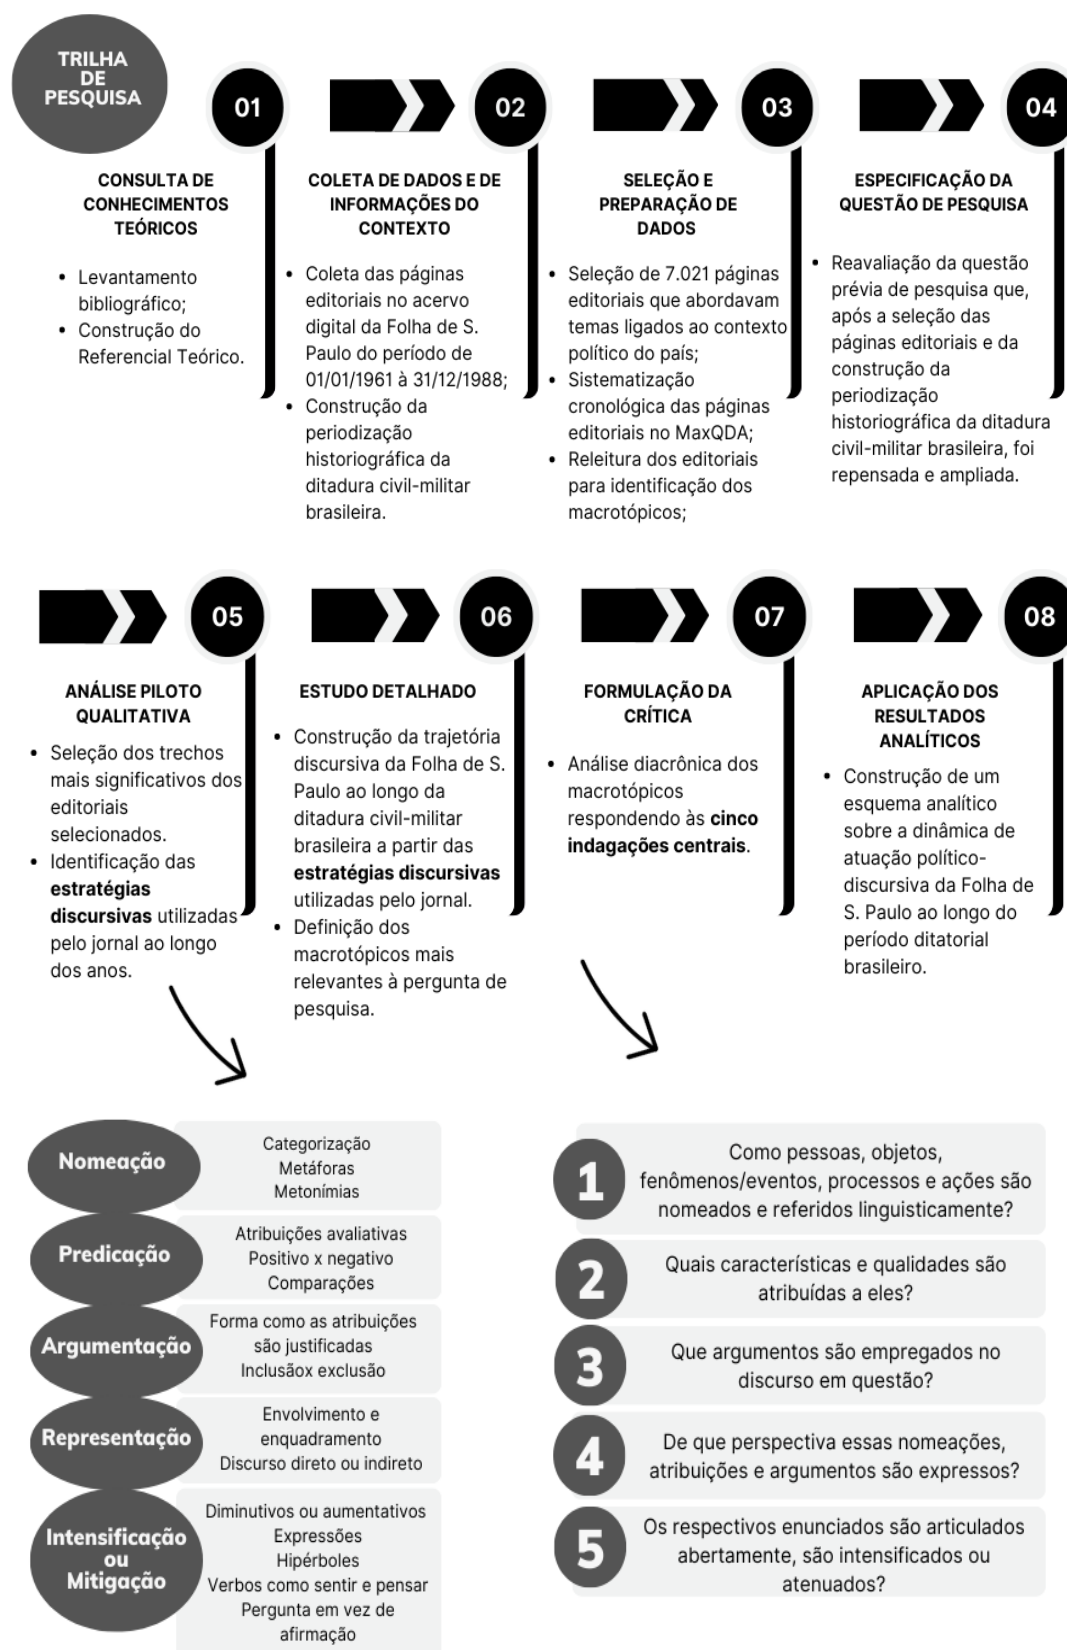 TRILHA
DE
PESQUISA
01
CONSULTA DE
CONHECIMENTOS
TEÓRICOS
• Levantamento
bibliográfico;
• Construção do
Referencial Teórico.
02
COLETA DE DADOS E DE
INFORMAÇÕES DO
CONTEXTO
• Coleta das páginas
editoriais no acervo
digital da Folha de S.
Paulo do período de
01/01/1961 à 31/12/1988;
• Construção da
periodização
historiográfica da
ditadura civil-militar
brasileira.
03
SELEÇÃO E
PREPARAÇÃO DE
DADOS
• Seleção de 7.021 páginas
editoriais que abordavam
temas ligados ao contexto
político do país;
• Sistematização
cronológica das páginas
editoriais no MaxQDA;
• Releitura dos editoriais
para identificação dos
macrotópicos;
04
ESPECIFICAÇÃO DA
QUESTÃO DE PESQUISA
• Reavaliação da questão
prévia de pesquisa que,
após a seleção das
páginas editoriais e da
construção da
periodização
historiográfica da ditadura
civil-militar brasileira, foi
repensada e ampliada.
05
ANÁLISE PILOTO
QUALITATIVA
• Seleção dos trechos
mais significativos dos
editoriais
selecionados.
• Identificação das
estratégias
discursivas utilizadas
pelo jornal ao longo
dos anos.
06
ESTUDO DETALHADO
• Construção da trajetória
discursiva da Folha de S.
Paulo ao longo da
ditadura civil-militar
brasileira a partir das
estratégias discursivas
utilizadas pelo jornal.
• Definição dos
macrotópicos mais
relevantes à pergunta de
pesquisa.
07
FORMULAÇÃO DA
CRÍTICA
• Análise diacrônica dos
macrotópicos
respondendo às cinco
indagações centrais.
08
APLICAÇÃO DOS
RESULTADOS
ANALÍTICOS
• Construção de um
esquema analítico
sobre a dinâmica de
atuação político-
discursiva da Folha de
S. Paulo ao longo do
período ditatorial
brasileiro.
Nomeação
Categorização
Metáforas
Metonímias
Predicação
Atribuições avaliativas
Positivo x negativo
Comparações
Argumentação
Forma como as atribuições
são justificadas
Inclusãox exclusão
Representação
Envolvimento e
enquadramento
Discurso direto ou indireto
Intensificação
ou
Mitigação
Diminutivos ou aumentativos
Expressões
Hipérboles
Verbos como sentir e pensar
Pergunta em vez de
afirmação
1
Como pessoas, objetos,
fenômenos/eventos, processos e ações são
nomeados e referidos linguisticamente?
2
Quais características e qualidades são
atribuídas a eles?
3
Que argumentos são empregados no
discurso em questão?
4
De que perspectiva essas nomeações,
atribuições e argumentos são expressos?
5
Os respectivos enunciados são articulados
abertamente, são intensificados ou
atenuados?